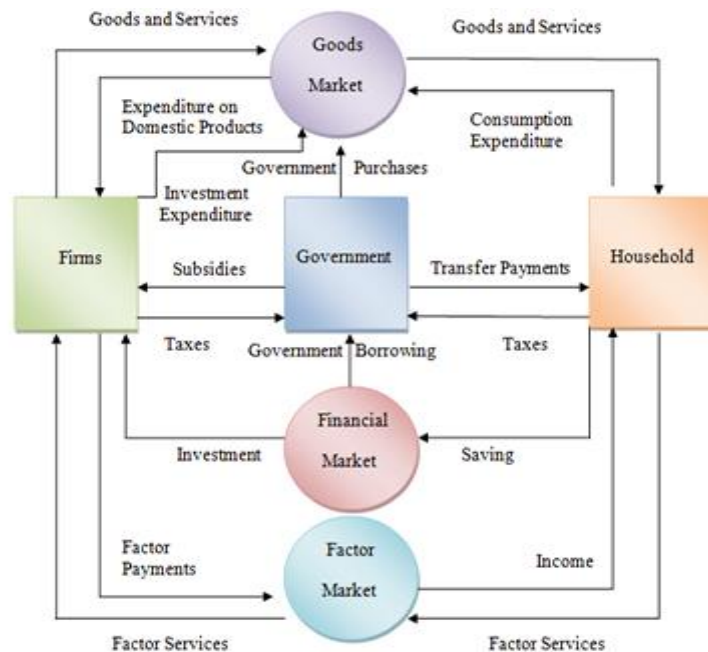 Goods and Services
Goods
Market
Goods and Services
Expenditure on
Domestic Products
Consumption
Expenditure
Government Purchases
Investment
Expenditure
Firms
Government
Household
Subsidies
Transfer Payments
Taxes
Government Borrowing
Taxes
Financial
Market
Investment
Saving
Factor
Payments
Factor
Market
Income
Factor Services
Factor Services